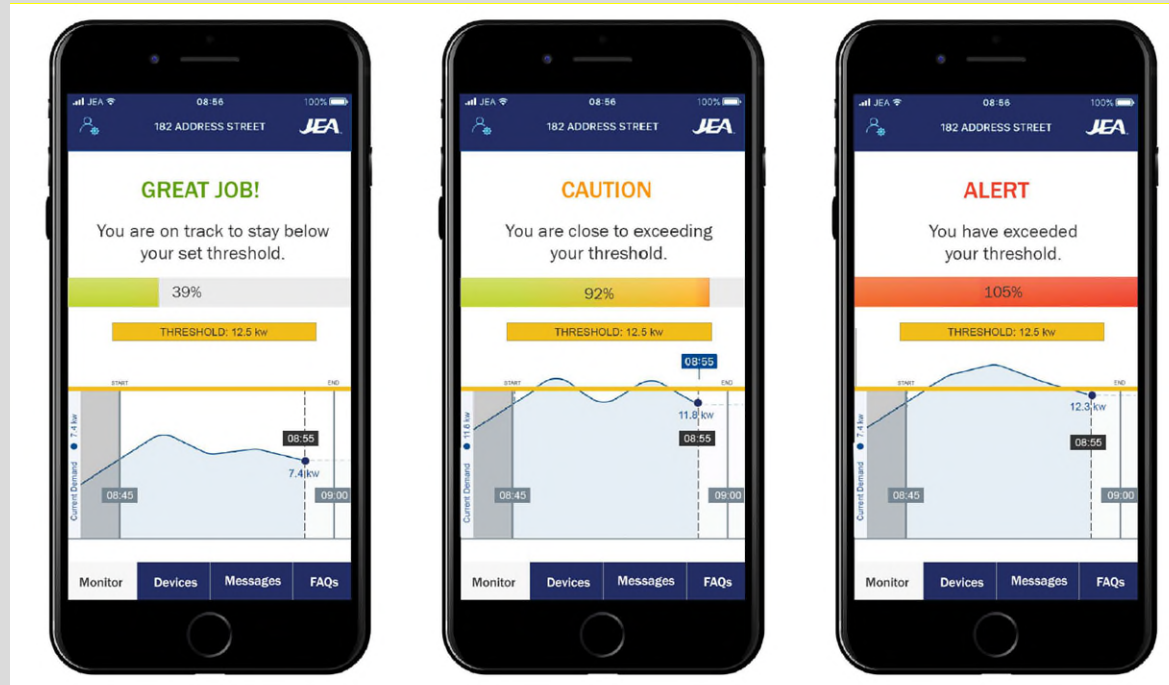 JEA
08:56
100%
182 ADDRESS STREET
JEA
GREAT JOB!
You are on track to stay below
your set threshold.
39%
THRESHOLD: 12.5 kw
START
END
Current Demand 7.4 kw
08:55
7.4 kw
08:45
09:00
Monitor
Devices
Messages
FAQs
JEA
08:56
100%
182 ADDRESS STREET
JEA
CAUTION
You are close to exceeding
your threshold.
92%
THRESHOLD: 12.5 kw
08:55
START
END
Current Demand 11.8 kw
11.8 kw
08:55
08:45
09:00
Monitor
Devices
Messages
FAQs
JEA
08:56
100%
182 ADDRESS STREET
JEA
ALERT
You have exceeded
your threshold.
105%
THRESHOLD: 12.5 kw
START
END
Current Demand 7.4 kw
12.3 kw
08:55
08:45
09:00
Monitor
Devices
Messages
FAQs